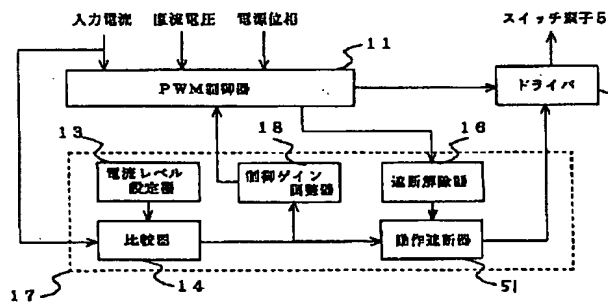 入力電流 直流電圧 電源位相
スイッチ素子5
11
PWM制御器
ドライバ
13
18
16
電流レベル
設定器
制御ゲイン
調整器
遮断解除器
比較器
動作遮断器
17
14
51